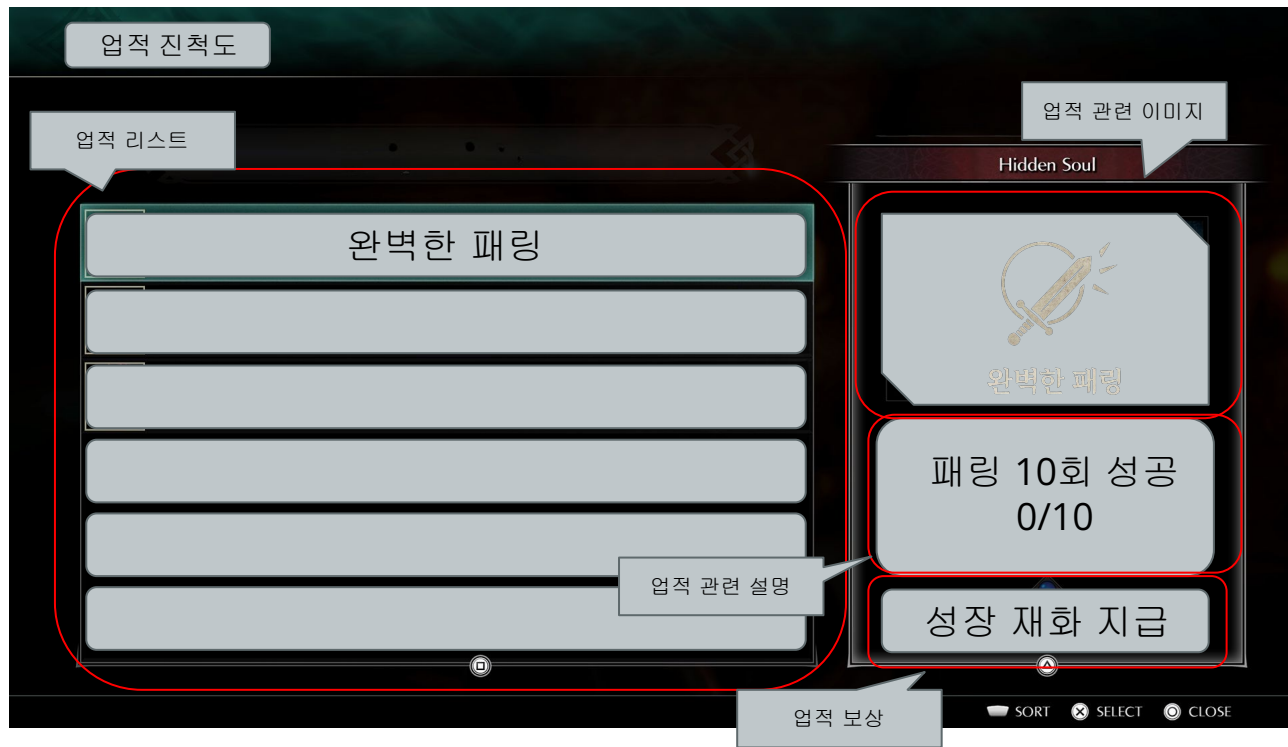 업적 진척도
업적 관련 이미지
업적 리스트
Hidden Soul
완벽한 패링
완벽한 패링
패링 10회 성공
0/10
업적 관련 설명
성장 재화 지급
업적 보상
SORT SELECT CLOSE